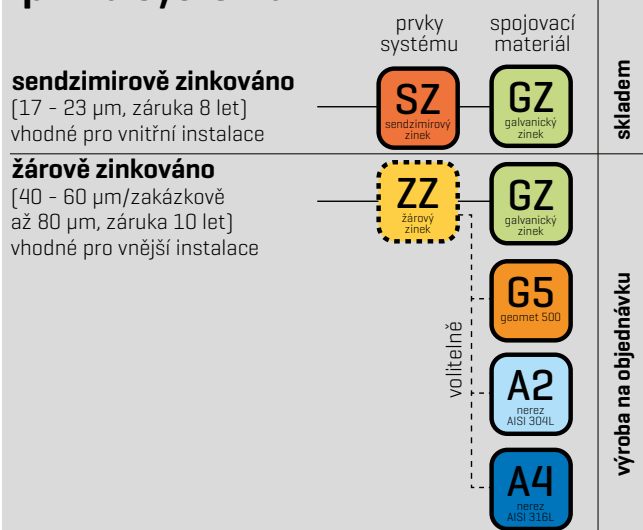 prvky
systému
spojovací
materiál
sendzimirově zinkováno
(17 - 23 µm, záruka 8 let)
vhodné pro vnitřní instalace
SZ
sendzimirový
zinek
GZ
galvanický
zinek
skladem
žárově zinkováno
(40 - 60 µm/zakázkově
až 80 µm, záruka 10 let)
vhodné pro vnější instalace
ZZ
žárový
zinek
GZ
galvanický
zinek
volitelně
G5
geomet 500
A2
nerez
AISI 304L
A4
nerez
AISI 316L
výroba na objednávku